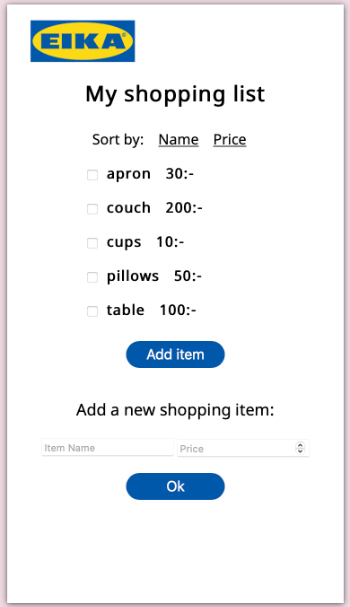 EIKA®
My shopping list
Sort by: Name Price
apron 30:-
couch 200:-
cups 10:-
pillows 50:-
table 100:-
Add item
Add a new shopping item:
Item Name Price
Ok